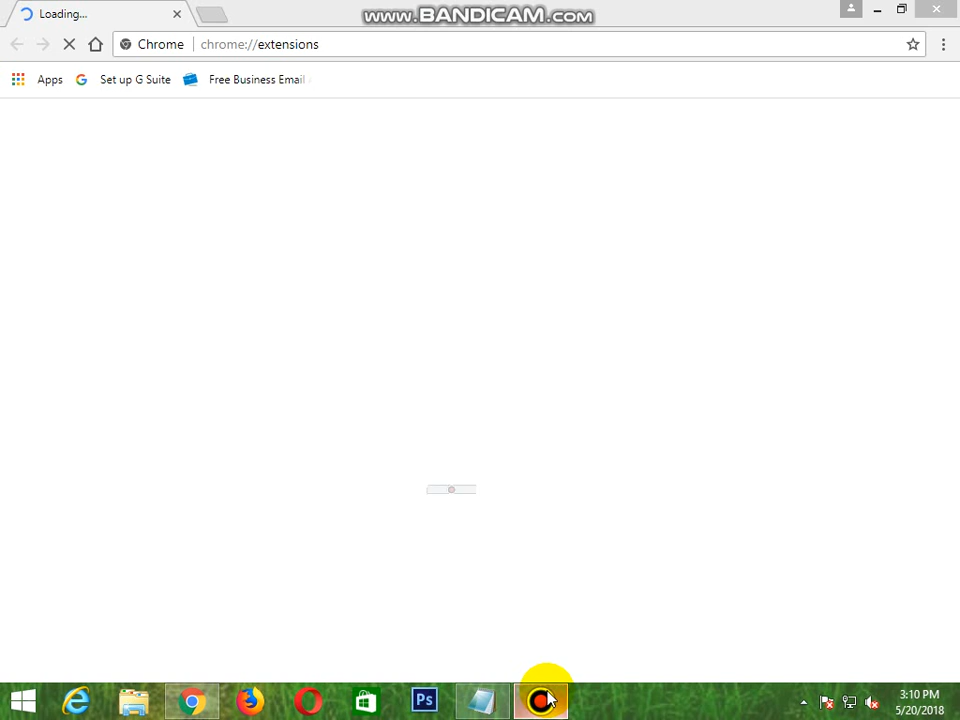 Loading...
www.BANDICAM.com
Chrome chrome://extensions
Apps Set up G Suite Free Business Email
Ps
3:10 PM
5/20/2018